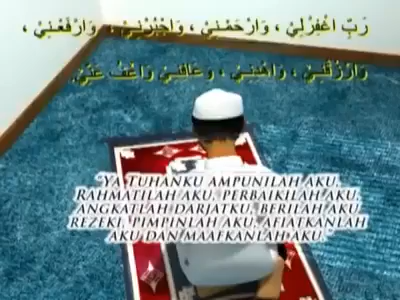 رَبِّ اغْفِرْلِيْ ، وَارْحَمْنِيْ ، وَاجْبُرْنِيْ ، وَارْفَعْنِيْ ،
وَارْزُقْنِيْ ، وَاهْدِنِيْ ، وَعَافِنِيْ وَاعْفُ عَنِّيْ.
"YA TUHANKU AMPUNILAH AKU,
RAHMATILAH AKU, PERBAIKILAH AKU,
ANGKATLAH DARJATKU, BERILAH AKU
REZEKI, PIMPINLAH AKU, AFIATKANLAH
AKU DAN MAAFKANLAH AKU.